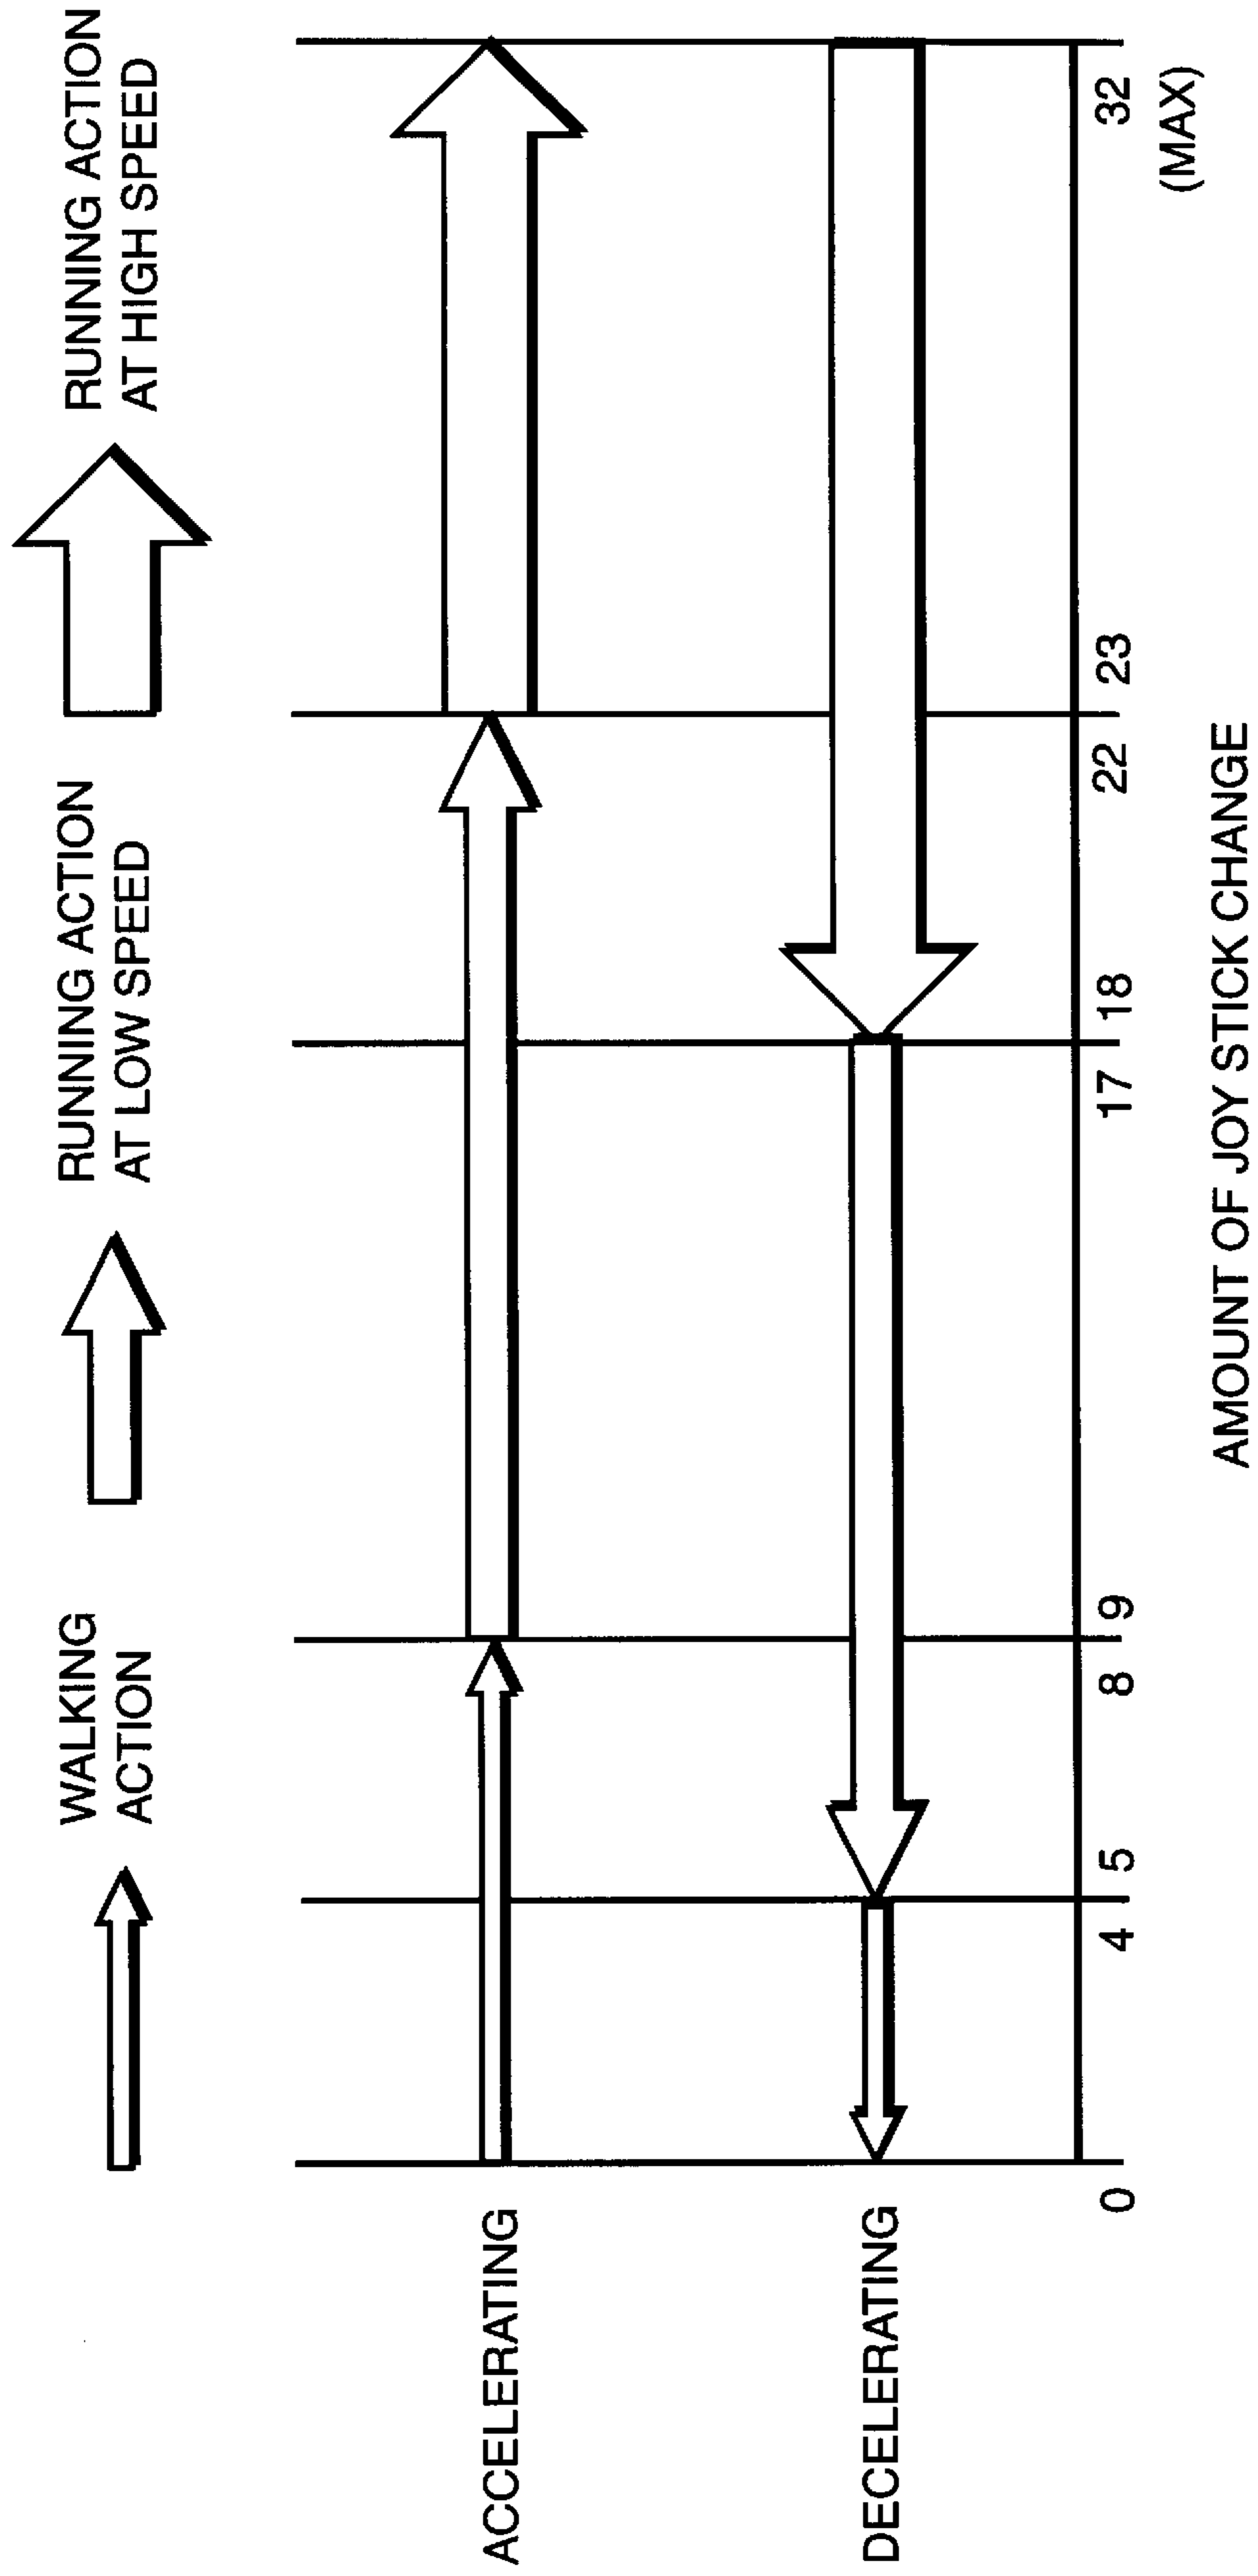 WALKING
ACTION
RUNNING ACTION
AT LOW SPEED
RUNNING ACTION
AT HIGH SPEED
ACCELERATING
DECELERATING
0 4 5 8 9 17 18 22 23 32
(MAX)
AMOUNT OF JOY STICK CHANGE